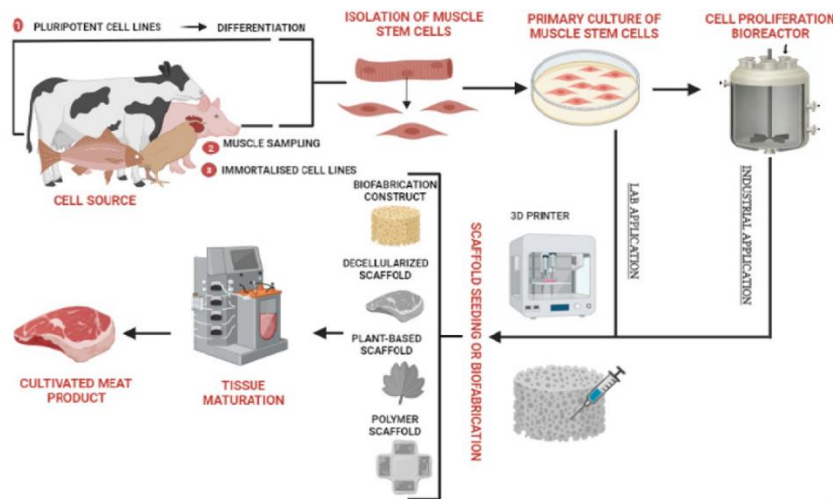 1 PLURIPOTENT CELL LINES
DIFFERENTIATION
ISOLATION OF MUSCLE
STEM CELLS
PRIMARY CULTURE OF
MUSCLE STEM CELLS
CELL PROLIFERATION
BIOREACTOR
2 MUSCLE SAMPLING
3 IMMORTALISED CELL LINES
CELL SOURCE
BIOFABRICATION
CONSTRUCT
DECELLULARIZED
SCAFFOLD
PLANT-BASED
SCAFFOLD
POLYMER
SCAFFOLD
SCAFFOLD SEEDING OR BIOFABRICATION
3D PRINTER
LAB APPLICATION
INDUSTRIAL APPLICATION
CULTIVATED MEAT
PRODUCT
TISSUE
MATURATION